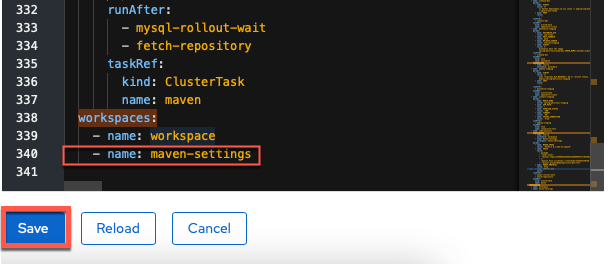 332 runAfter:
333 - mysql-rollout-wait
334 - fetch-repository
335 taskRef:
336 kind: ClusterTask
337 name: maven
338 workspaces:
339 - name: workspace
340 - name: maven-settings
341
Save Reload Cancel